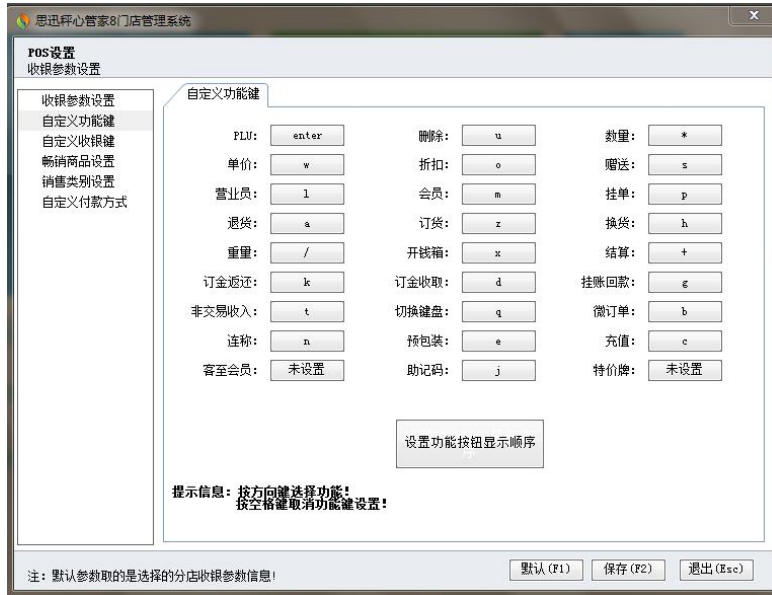 思迅秤心管家8门店管理系统
POS设置
收银参数设置
收银参数设置
自定义功能键
自定义收银键
畅销商品设置
销售类别设置
自定义付款方式
自定义功能键
PLU: enter 删除: u 数量: *
单价: w 折扣: o 赠送: s
营业员: l 会员: m 挂单: p
退货: a 订货: z 换货: h
重量: / 开钱箱: x 结算: +
订金返还: k 订金收取: d 挂账回款: g
非交易收入: t 切换键盘: q 微订单: b
连称: n 预包装: e 充值: c
客至会员: 未设置 助记码: j 特价牌: 未设置
设置功能按钮显示顺序
提示信息: 按方向键选择功能!
按空格键取消功能键设置!
注: 默认参数取的是选择的分店收银参数信息!
默认(F1) 保存(F2) 退出(Esc)